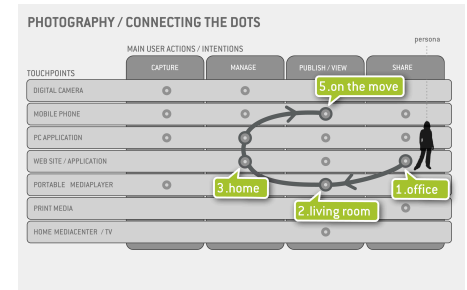 PHOTOGRAPHY / CONNECTING THE DOTS
persona
MAIN USER ACTIONS / INTENTIONS
TOUCHPOINTS
CAPTURE
MANAGE
PUBLISH / VIEW
SHARE
DIGITAL CAMERA
5.on the move
MOBILE PHONE
PC APPLICATION
WEB SITE / APPLICATION
PORTABLE MEDIAPLAYER
3.home
1.office
PRINT MEDIA
2.living room
HOME MEDIACENTER / TV